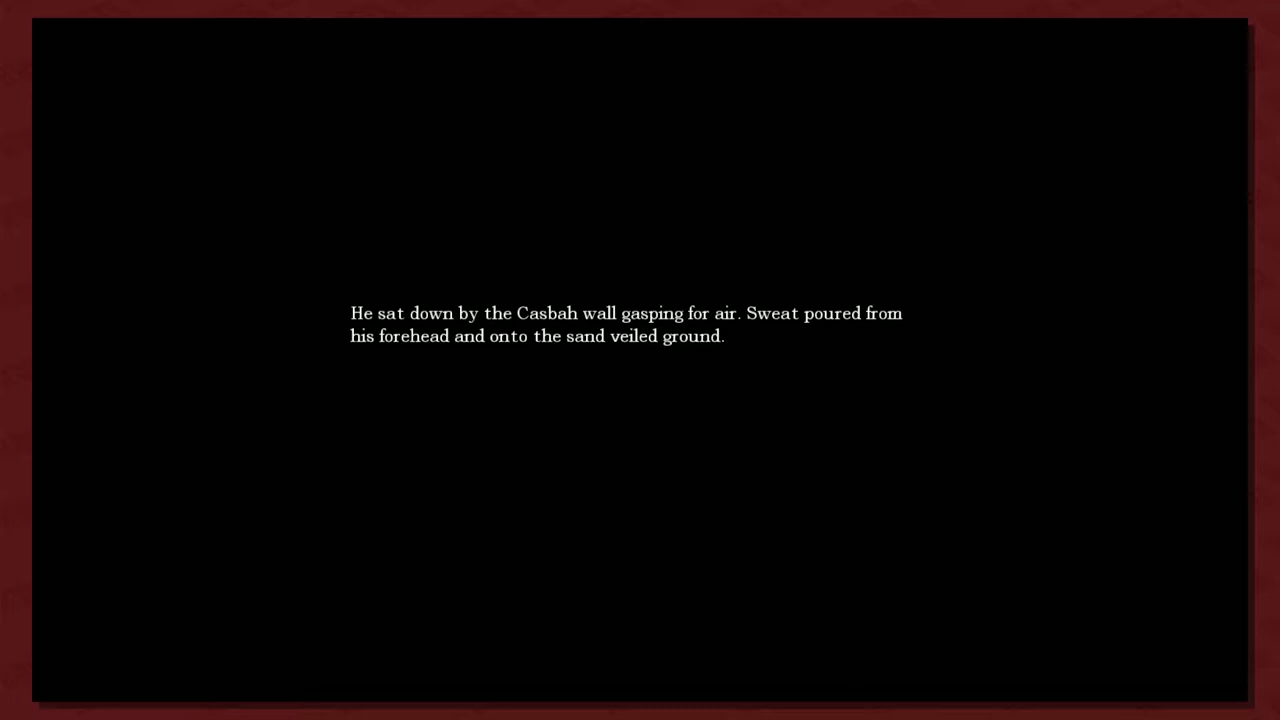 He sat down by the Casbah wall gasping for air. Sweat poured from
his forehead and onto the sand veiled ground.